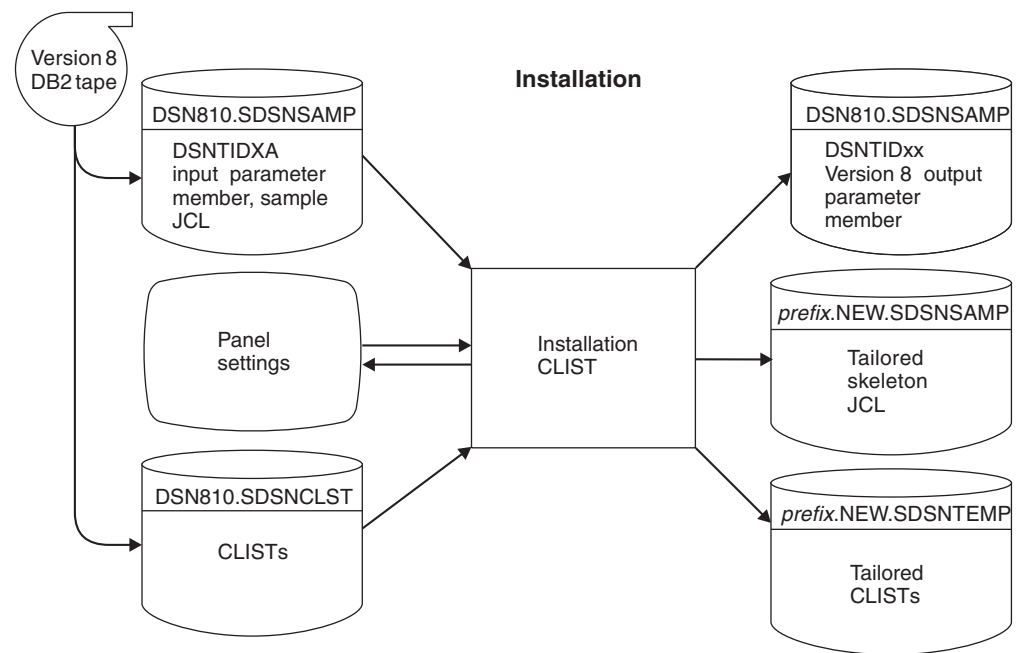 Version 8
DB2 tape
Installation
DSN810.SDSNSAMP
DSNTIDXA
input parameter
member, sample
JCL
Panel
settings
DSN810.SDSNCLST
CLISTs
Installation
CLIST
DSN810.SDSNSAMP
DSNTIDxx
Version 8 output
parameter
member
prefix.NEW.SDSNSAMP
Tailored
skeleton
JCL
prefix.NEW.SDSNTEMP
Tailored
CLISTs